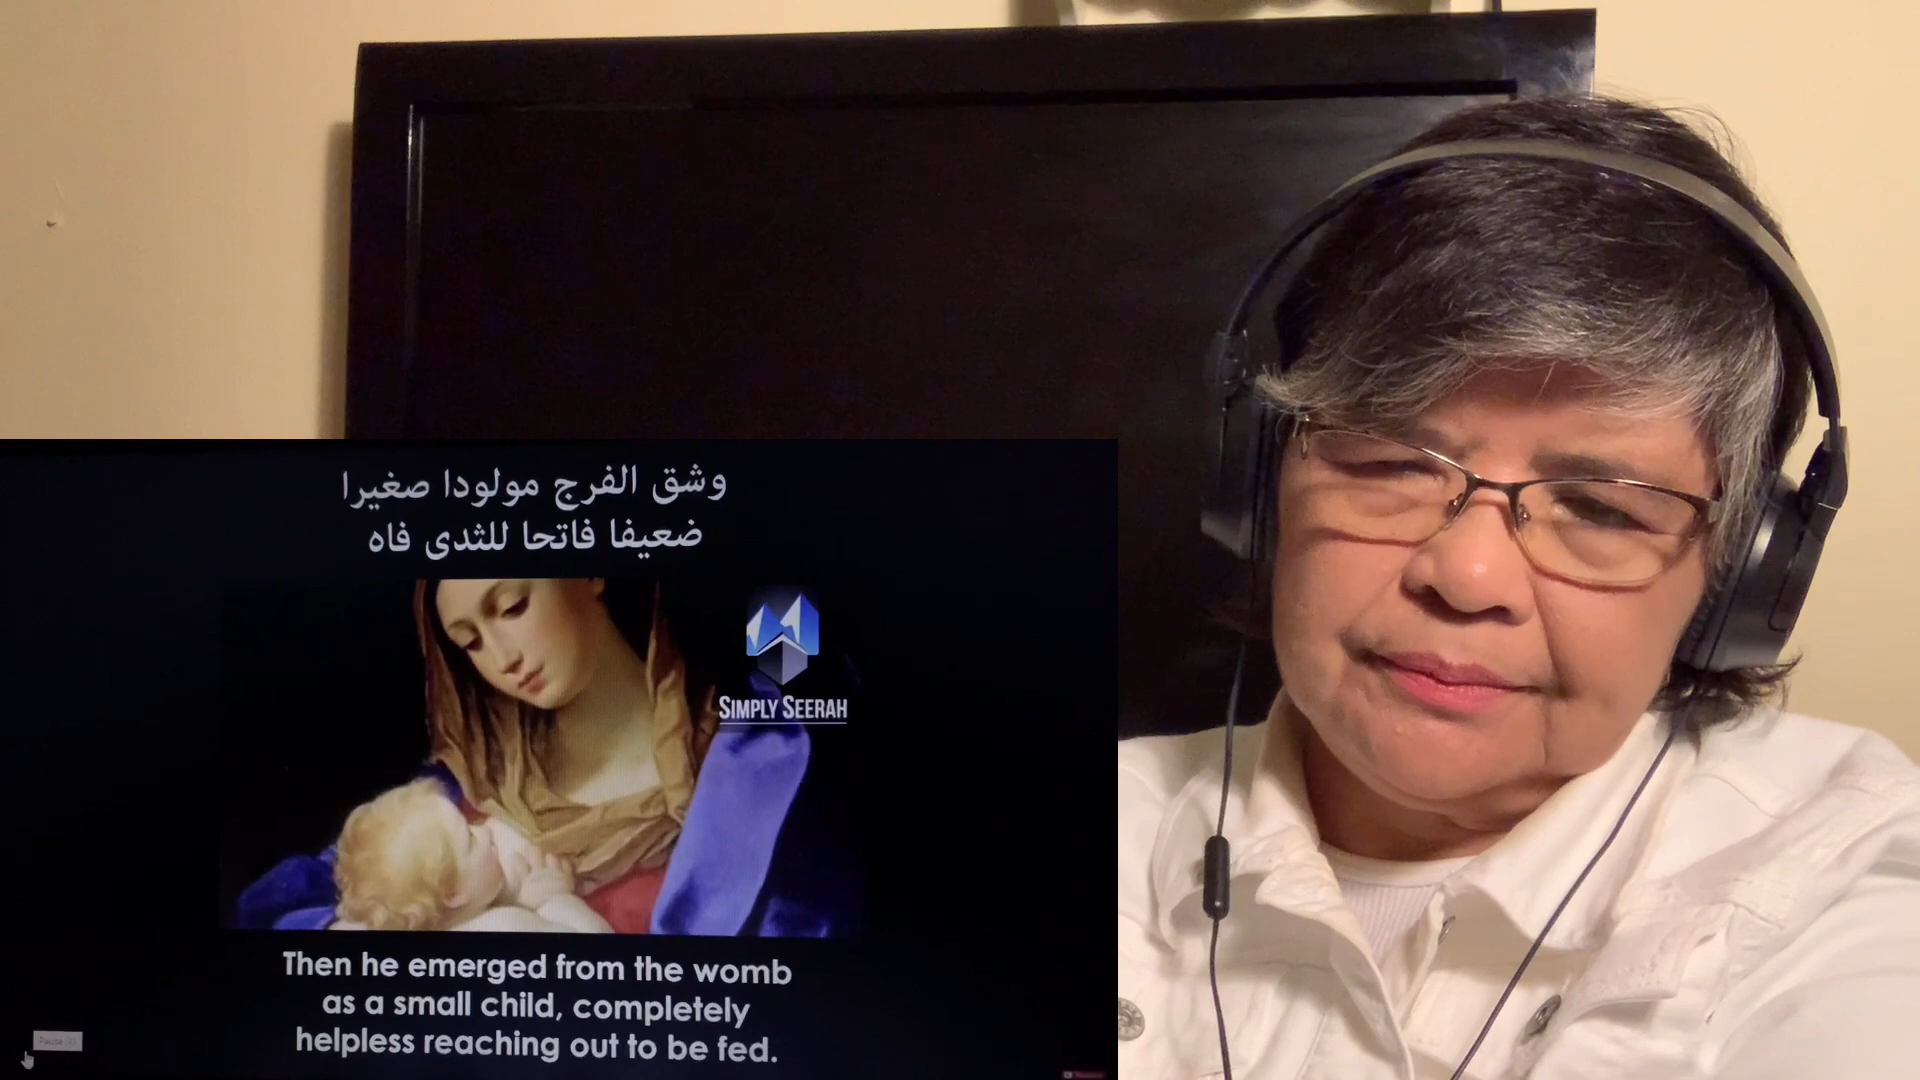 وشق الفرج مولودا صغيرا
ضعيفا فاتحا للثدى فاه
SIMPLY SEERAH
Then he emerged from the womb
as a small child, completely
helpless reaching out to be fed.